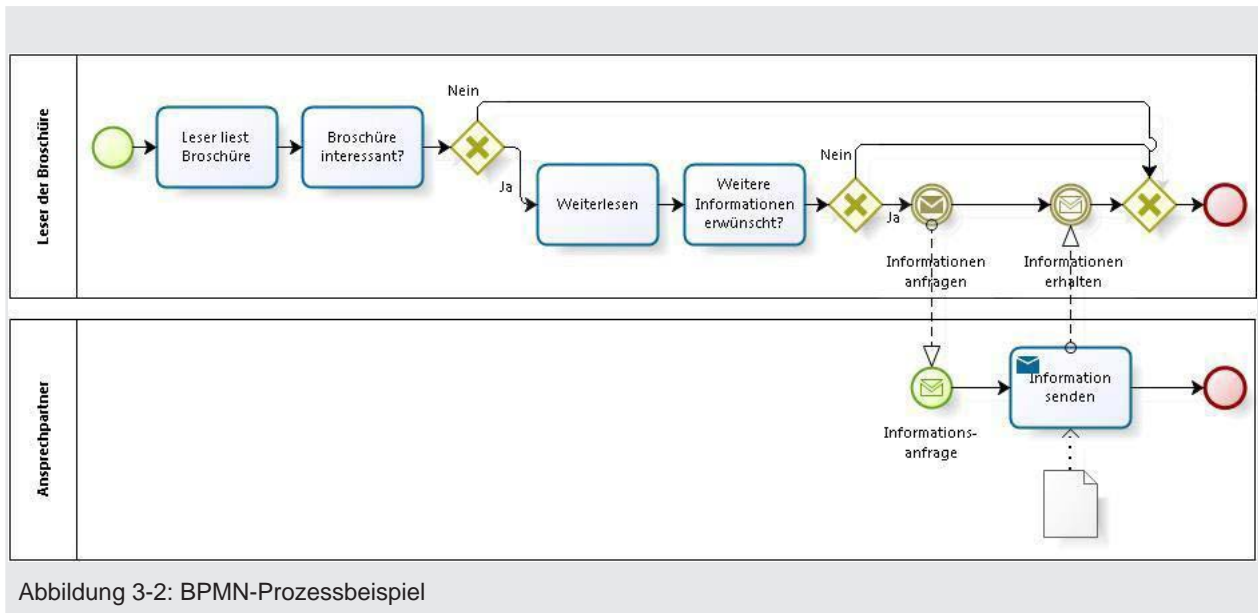 Leser der Broschüre
Leser liest
Broschüre
Broschüre
interessant?
Nein
Ja
Weiterlesen
Weitere
Informationen
erwünscht?
Nein
Ja
Informationen
anfragen
Informationen
erhalten
Ansprechpartner
Informations-
anfrage
Information
senden
Abbildung 3-2: BPMN-Prozessbeispiel